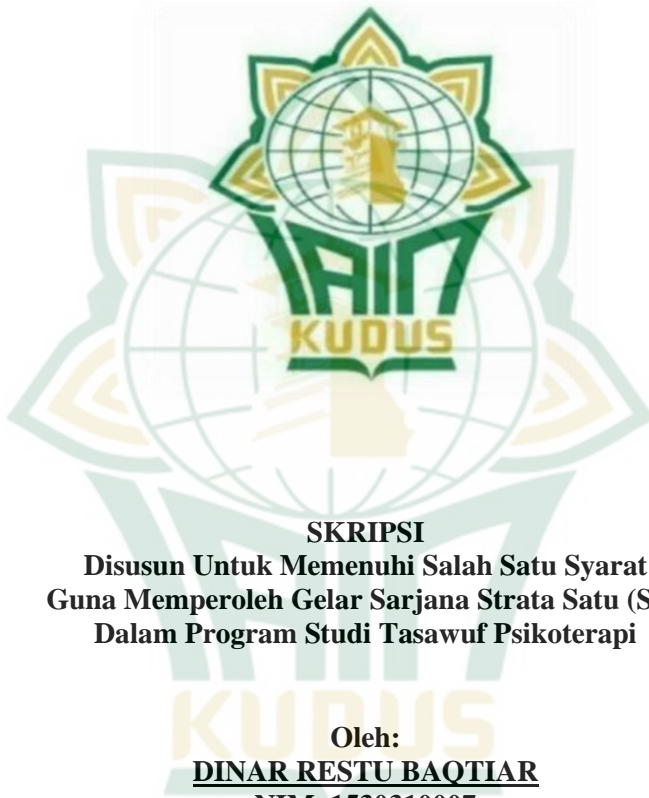 IAIN
KUDUS
SKRIPSI
Disusun Untuk Memenuhi Salah Satu Syarat
Guna Memperoleh Gelar Sarjana Strata Satu
Dalam Program Studi Tasawuf Psikoterapi
Oleh:
DINAR RESTU BAQTIAR